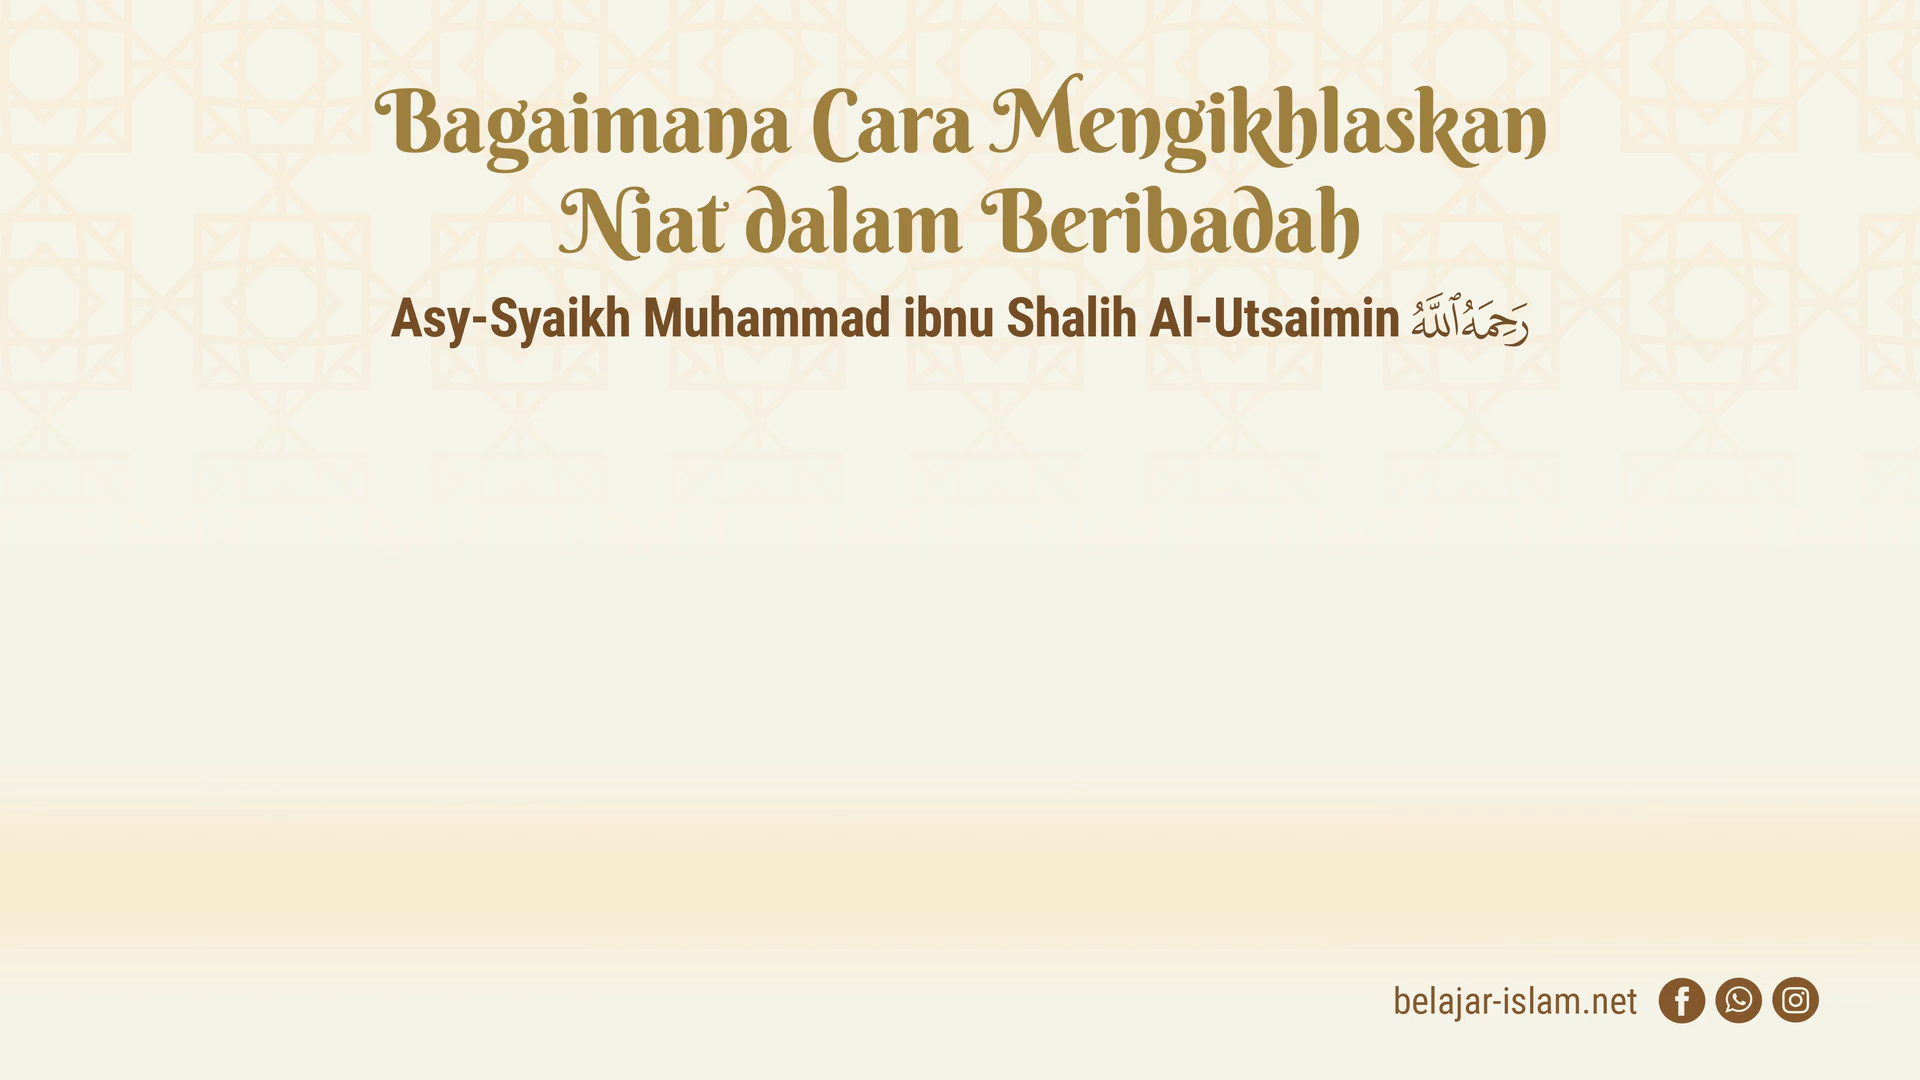 Bagaimana Cara Mengikhlaskan
Niat dalam Beribadah
Asy-Syaikh Muhammad ibnu Shalih Al-Utsaimin رَحِمَهُ ٱللَّهُ
belajar-islam.net